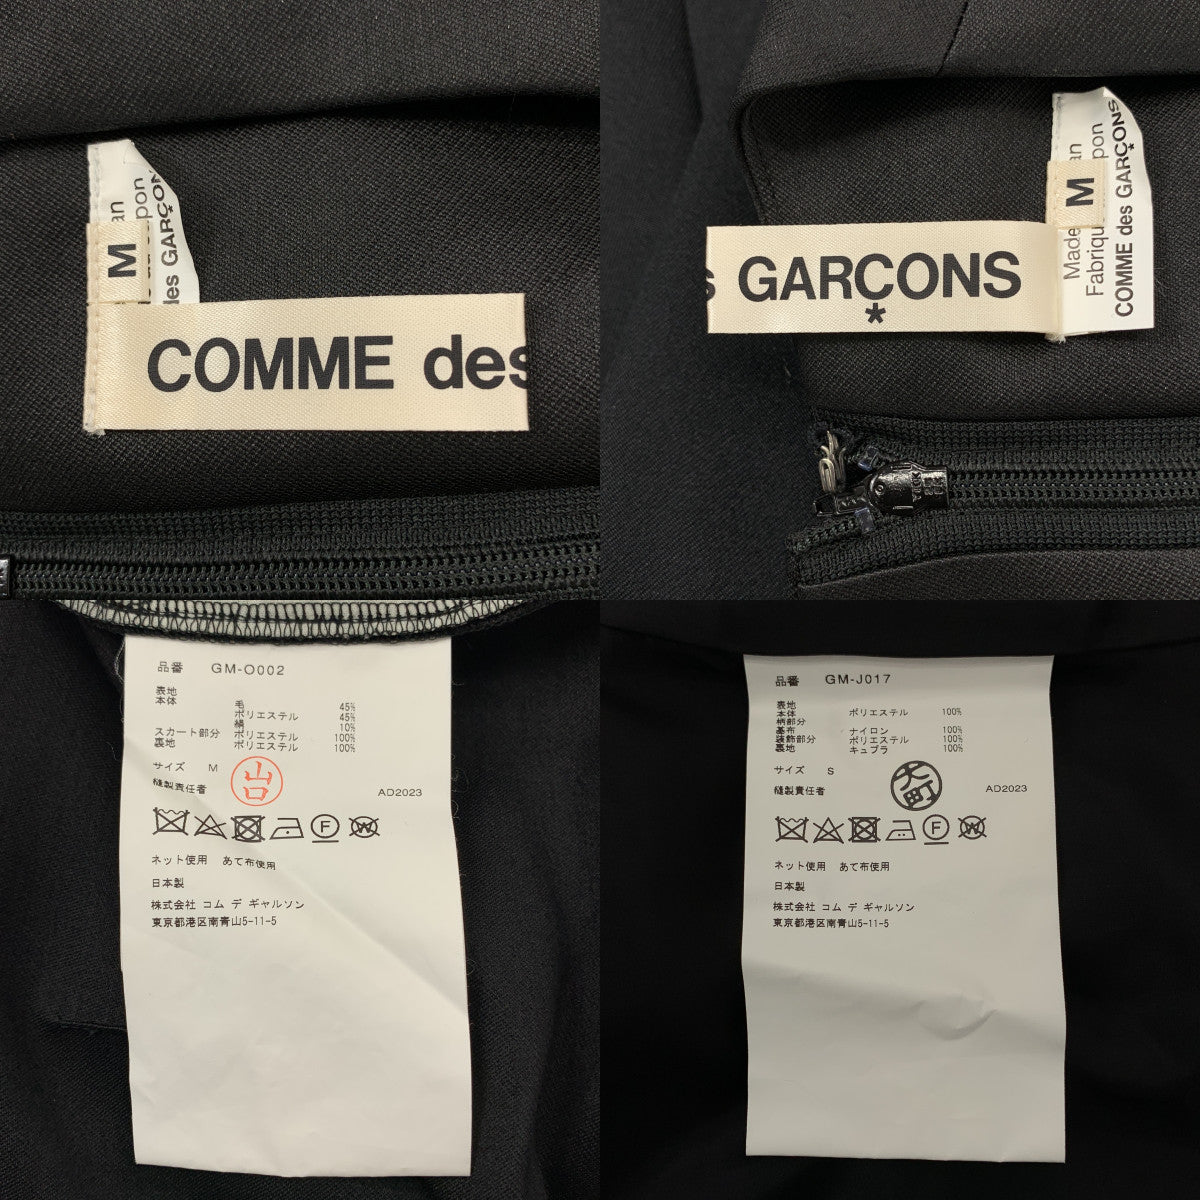 M
des GARÇONS
COMME des
M
Made
Fabriqu
COMME des GARÇONS
GARÇONS
*
YKK
品番 GM-O002
表地
本体 毛 45%
ポリエステル 45%
絹 10%
スカート部分 ポリエステル 100%
裏地 ポリエステル 100%
サイズ M
縫製責任者 山口 AD2023
F
W
ネット使用 あて布使用
日本製
株式会社 コム デ ギャルソン
東京都港区南青山5-11-5
品番 GM-J017
表地
本体 ポリエステル 100%
柄部分
基布 ナイロン 100%
装飾部分 ポリエステル 100%
裏地 キュプラ 100%
サイズ S
縫製責任者 大町 AD2023
F
W
ネット使用 あて布使用
日本製
株式会社 コム デ ギャルソン
東京都港区南青山5-11-5